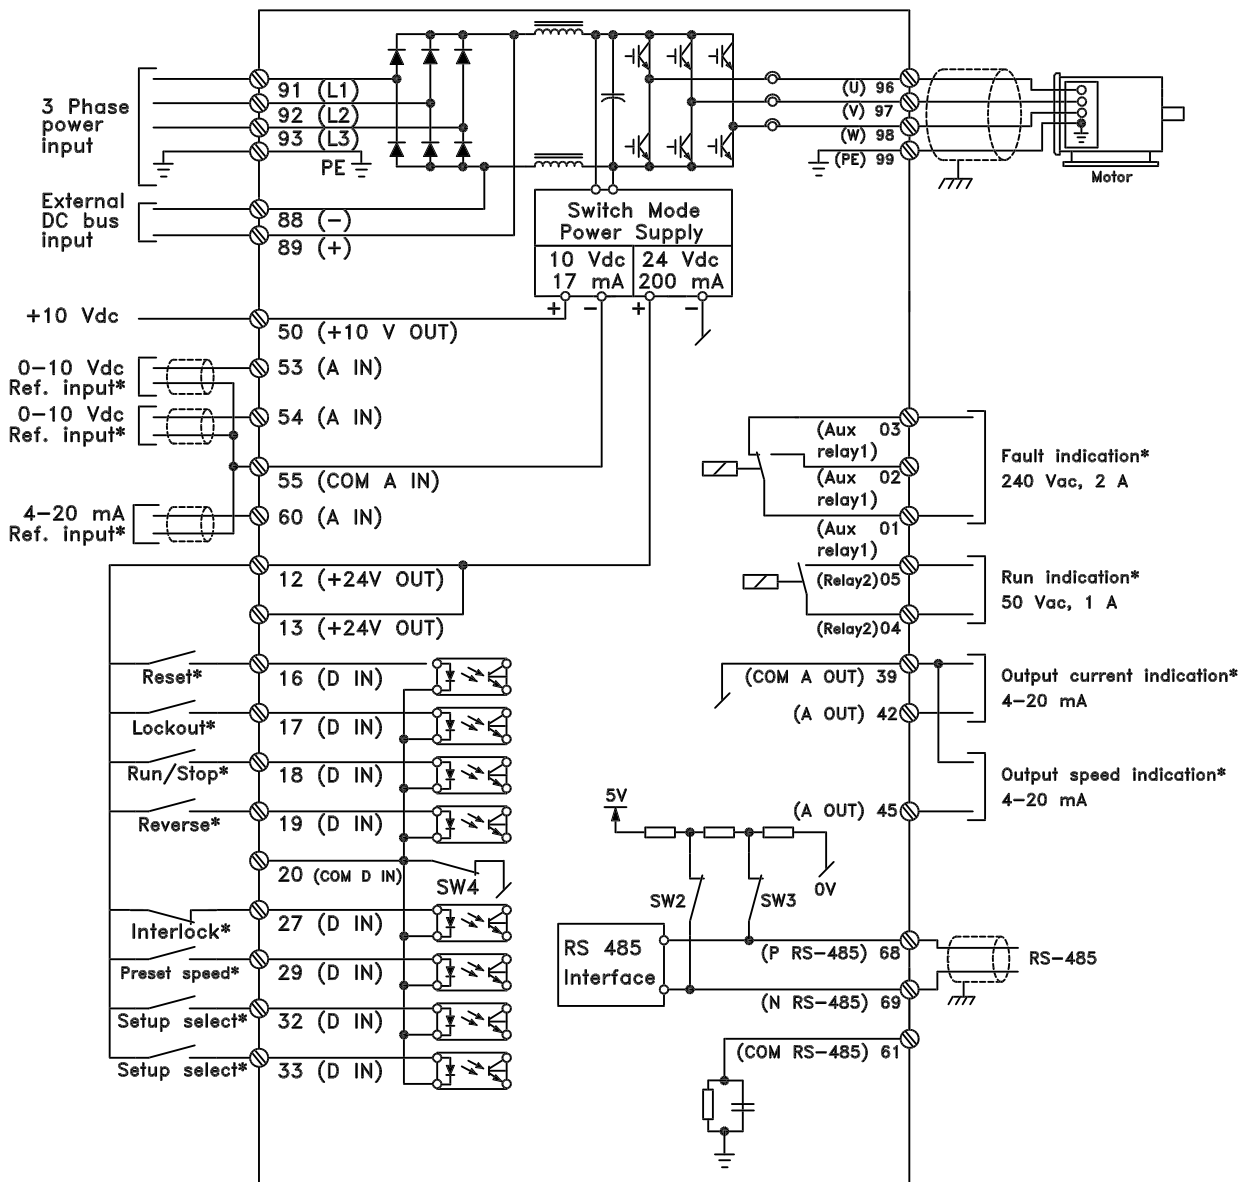 3 Phase
power
input
91 (L1)
92 (L2)
93 (L3)
PE
External
DC bus
input
88 (−)
89 (+)
(U) 96
(V) 97
(W) 98
(PE) 99
Motor
Switch Mode
Power Supply
10 Vdc
17 mA
24 Vdc
200 mA
+ − + −
+10 Vdc
50 (+10 V OUT)
0−10 Vdc
Ref. input*
53 (A IN)
0−10 Vdc
Ref. input*
54 (A IN)
55 (COM A IN)
4−20 mA
Ref. input*
60 (A IN)
12 (+24V OUT)
13 (+24V OUT)
Reset*
16 (D IN)
Lockout*
17 (D IN)
Run/Stop*
18 (D IN)
Reverse*
19 (D IN)
20 (COM D IN)
SW4
Interlock*
27 (D IN)
Preset speed*
29 (D IN)
Setup select*
32 (D IN)
Setup select*
33 (D IN)
(Aux 03
relay1)
(Aux 02
relay1)
(Aux 01
relay1)
Fault indication*
240 Vac, 2 A
(Relay2)05
(Relay2)04
Run indication*
50 Vac, 1 A
(COM A OUT) 39
(A OUT) 42
Output current indication*
4−20 mA
(A OUT) 45
Output speed indication*
4−20 mA
5V
0V
SW2
SW3
RS 485
Interface
(P RS−485) 68
(N RS−485) 69
RS−485
(COM RS−485) 61